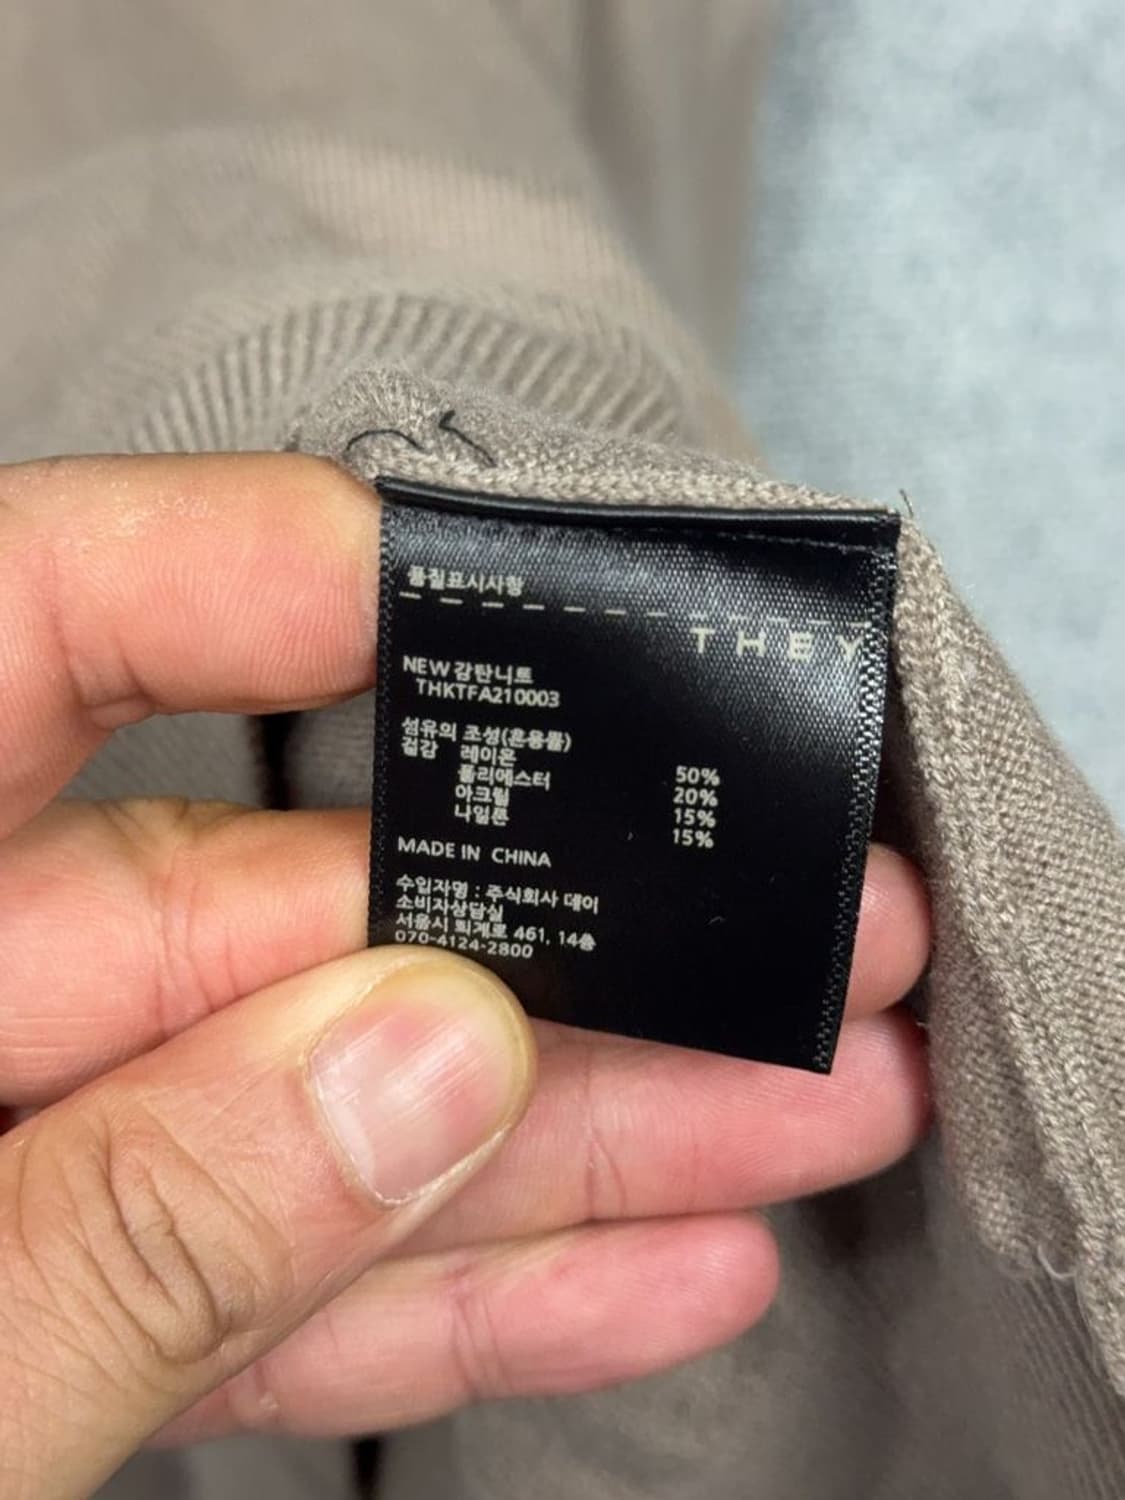 품질표시사항
THEY
NEW 감탄니트
THKTFA210003
섬유의 조성(혼용률)
겉감 레이온 50%
폴리에스터 20%
아크릴 15%
나일론 15%
MADE IN CHINA
수입자명 : 주식회사 데이
소비자상담실
서울시 퇴계로 461, 14층
070-4124-2800